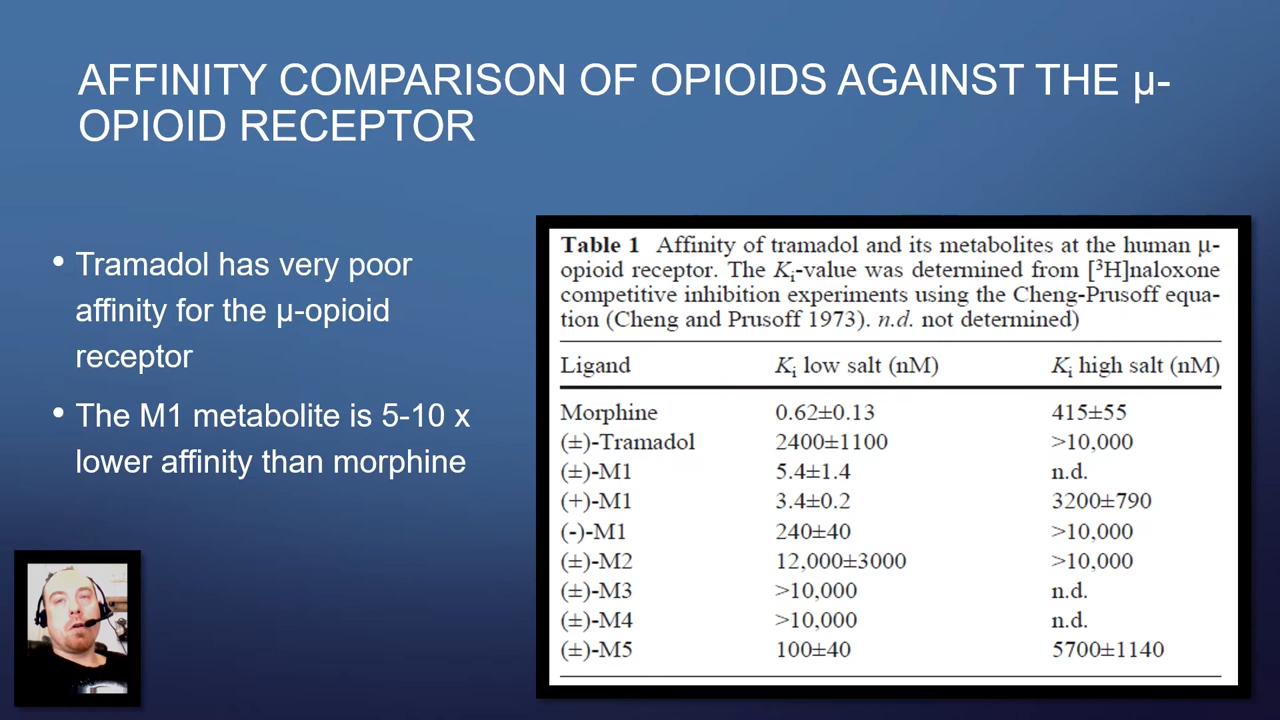 AFFINITY COMPARISON OF OPIOIDS AGAINST THE µ-
OPIOID RECEPTOR
• Tramadol has very poor
affinity for the µ-opioid
receptor
• The M1 metabolite is 5-10 x
lower affinity than morphine
Table 1 Affinity of tramadol and its metabolites at the human µ-
opioid receptor. The Ki-value was determined from [³H]naloxone
competitive inhibition experiments using the Cheng-Prusoff equa-
tion (Cheng and Prusoff 1973). n.d. not determined)
Ligand Ki low salt (nM) Ki high salt (nM)
Morphine 0.62±0.13 415±55
(±)-Tramadol 2400±1100 >10,000
(±)-M1 5.4±1.4 n.d.
(+)-M1 3.4±0.2 3200±790
(-)-M1 240±40 >10,000
(±)-M2 12,000±3000 >10,000
(±)-M3 >10,000 n.d.
(±)-M4 >10,000 n.d.
(±)-M5 100±40 5700±1140